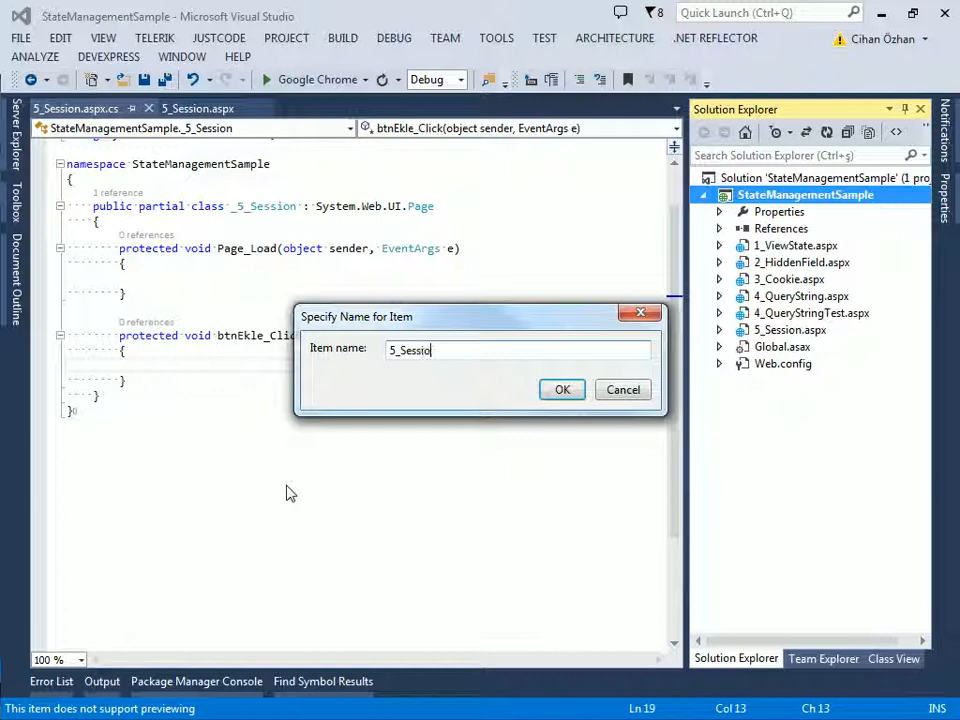 StateManagementSample - Microsoft Visual Studio
8
Quick Launch (Ctrl+Ş)
FILE EDIT VIEW TELERIK JUSTCODE PROJECT BUILD DEBUG TEAM TOOLS TEST ARCHITECTURE .NET REFLECTOR
Cihan Özhan
ANALYZE DEVEXPRESS WINDOW HELP
Google Chrome
Debug
Server Explorer
Toolbox
Document Outline
5_Session.aspx.cs
5_Session.aspx
StateManagementSample._5_Session
btnEkle_Click(object sender, EventArgs e)
namespace StateManagementSample
{
1 reference
public partial class _5_Session : System.Web.UI.Page
{
0 references
protected void Page_Load(object sender, EventArgs e)
{
}
0 references
protected void btnEkle_Clic
{
}
}
}
Specify Name for Item
Item name:
5_Sessio
OK
Cancel
Solution Explorer
Search Solution Explorer (Ctrl+ş)
Solution 'StateManagementSample' (1 pro
StateManagementSample
Properties
References
1_ViewState.aspx
2_HiddenField.aspx
3_Cookie.aspx
4_QueryString.aspx
4_QueryStringTest.aspx
5_Session.aspx
Global.asax
Web.config
Notifications
Properties
100 %
Solution Explorer Team Explorer Class View
Error List Output Package Manager Console Find Symbol Results
This item does not support previewing
Ln 19 Col 13 Ch 13 INS